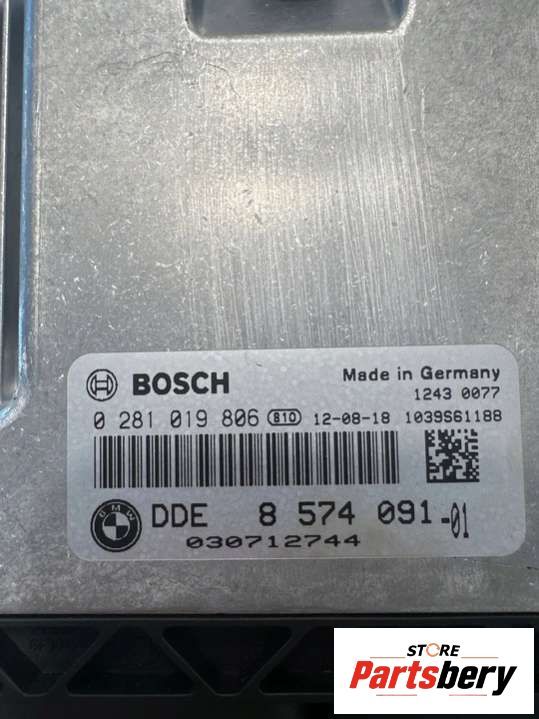 BOSCH
Made in Germany
1243 0077
0 281 019 806 810 12-08-18 1039S61188
BMW
DDE 8 574 091-01
030712744
STORE
Partsbery